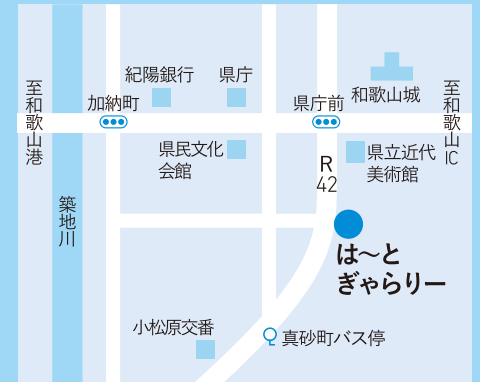 紀陽銀行
県庁
和歌山城
至和歌山港
加納町
県庁前
至和歌山IC
県民文化
会館
R
42
県立近代
美術館
築地川
は〜と
ぎゃらりー
小松原交番
真砂町バス停